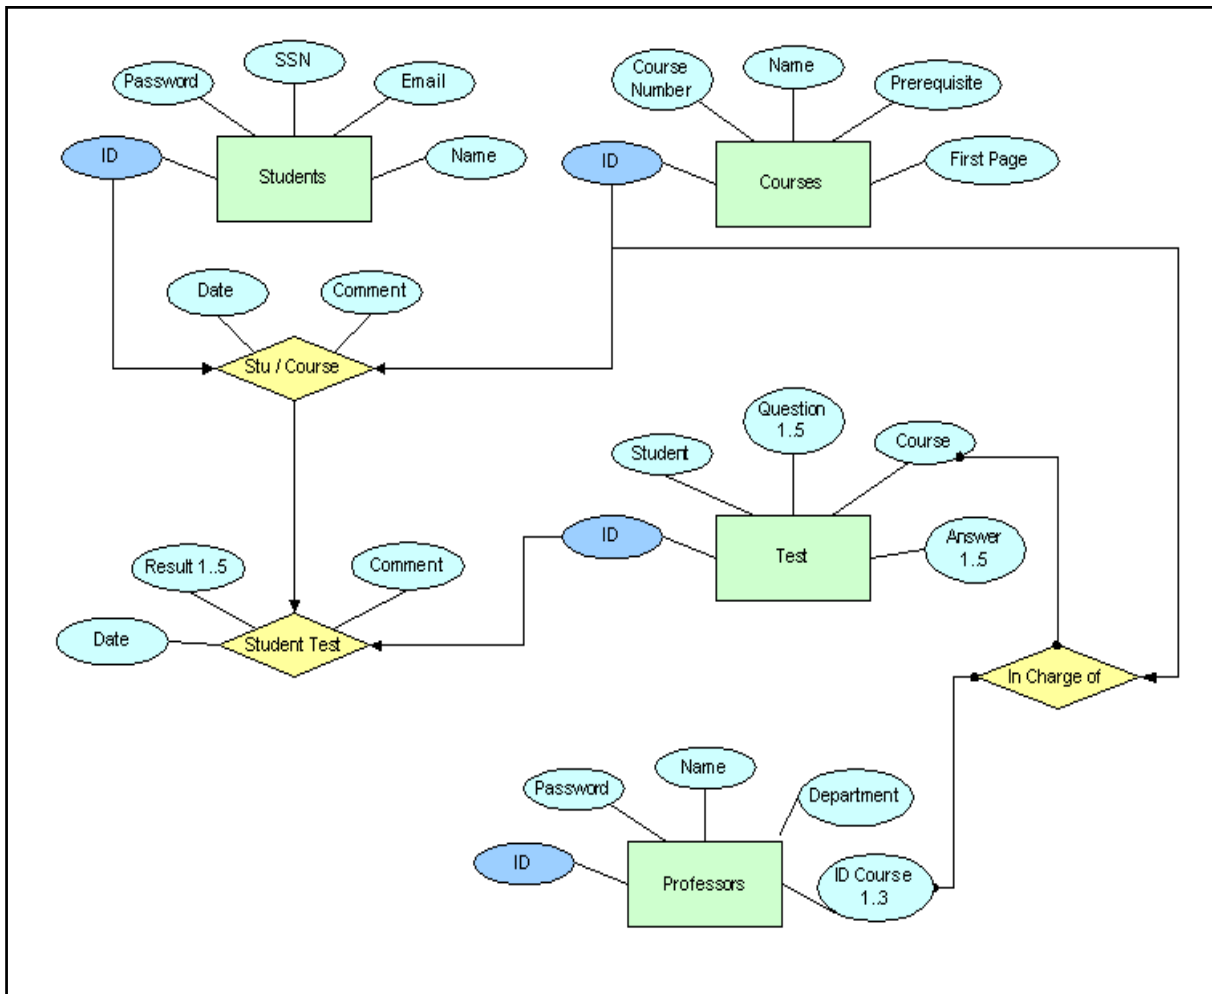 SSN
Password
Email
ID
Name
Students
Course
Number
Name
Prerequisite
ID
First Page
Courses
Date
Comment
Stu / Course
Question
1..5
Student
Course
ID
Test
Answer
1..5
Result 1..5
Comment
Date
Student Test
In Charge of
Name
Password
Department
ID
Professors
ID Course
1..3